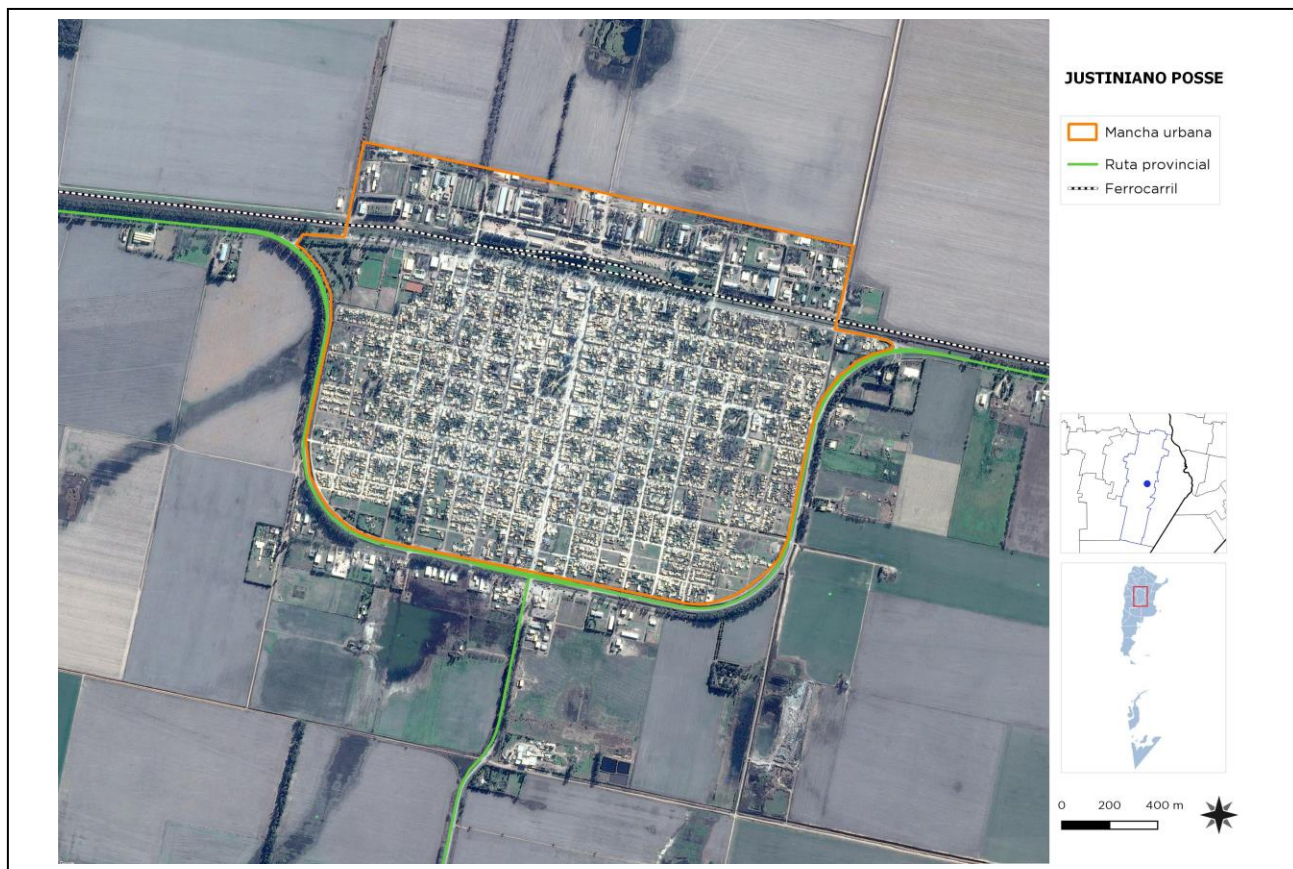 JUSTINIANO POSSE
Mancha urbana
Ruta provincial
Ferrocarril
0 200 400 m